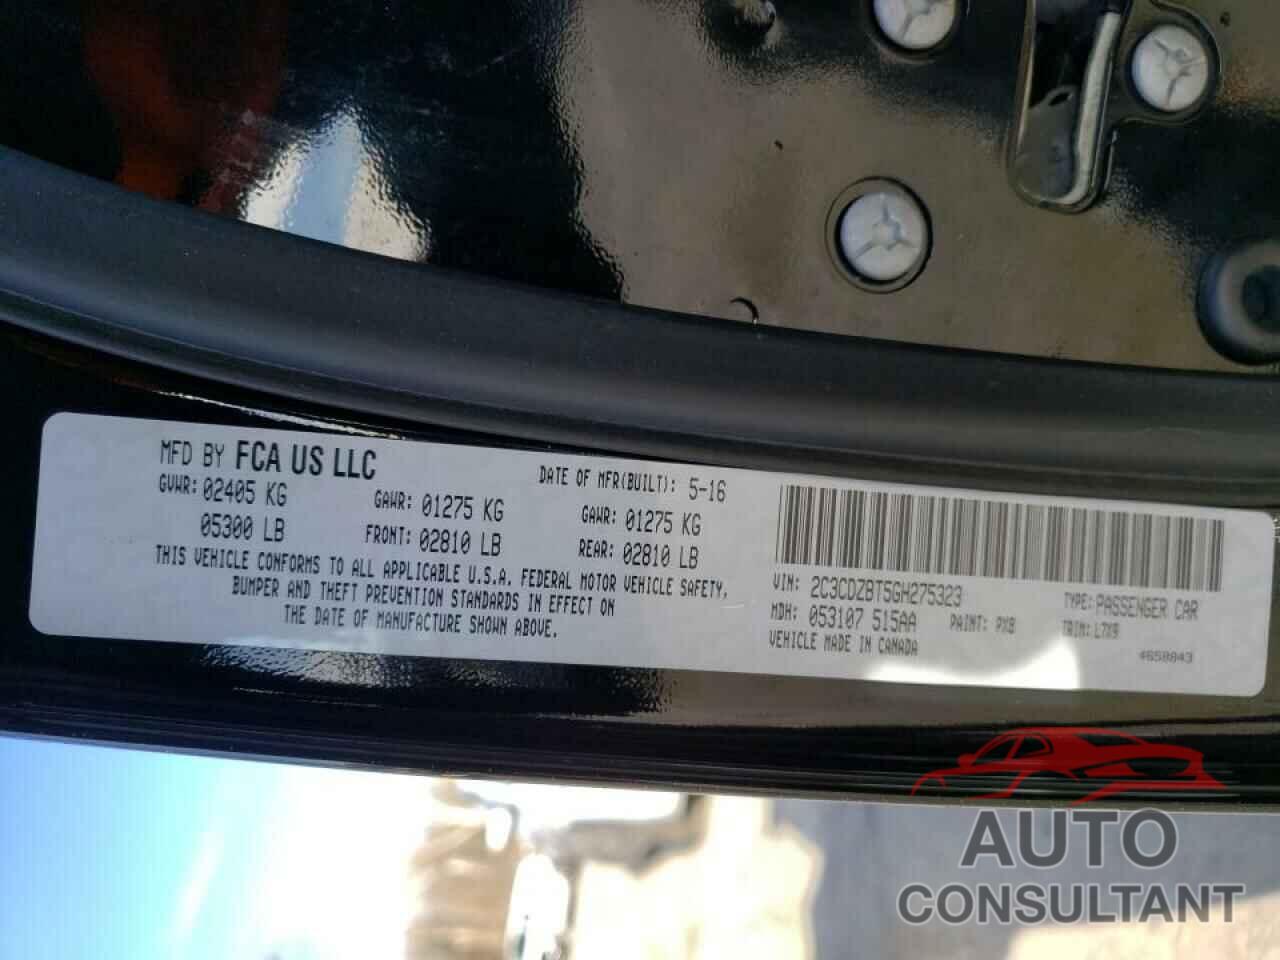 MFD BY FCA US LLC DATE OF MFR(BUILT): 5-16
GVWR: 02405 KG GAWR: 01275 KG GAWR: 01275 KG
05300 LB FRONT: 02810 LB REAR: 02810 LB
THIS VEHICLE CONFORMS TO ALL APPLICABLE U.S.A. FEDERAL MOTOR VEHICLE SAFETY,
BUMPER AND THEFT PREVENTION STANDARDS IN EFFECT ON
THE DATE OF MANUFACTURE SHOWN ABOVE.
VIN: 2C3CDZBT5GH275323 TYPE: PASSENGER CAR
MDH: 053107 515AA PAINT: PX8 TRIM: L7X9
VEHICLE MADE IN CANADA 4658843
AUTO
CONSULTANT